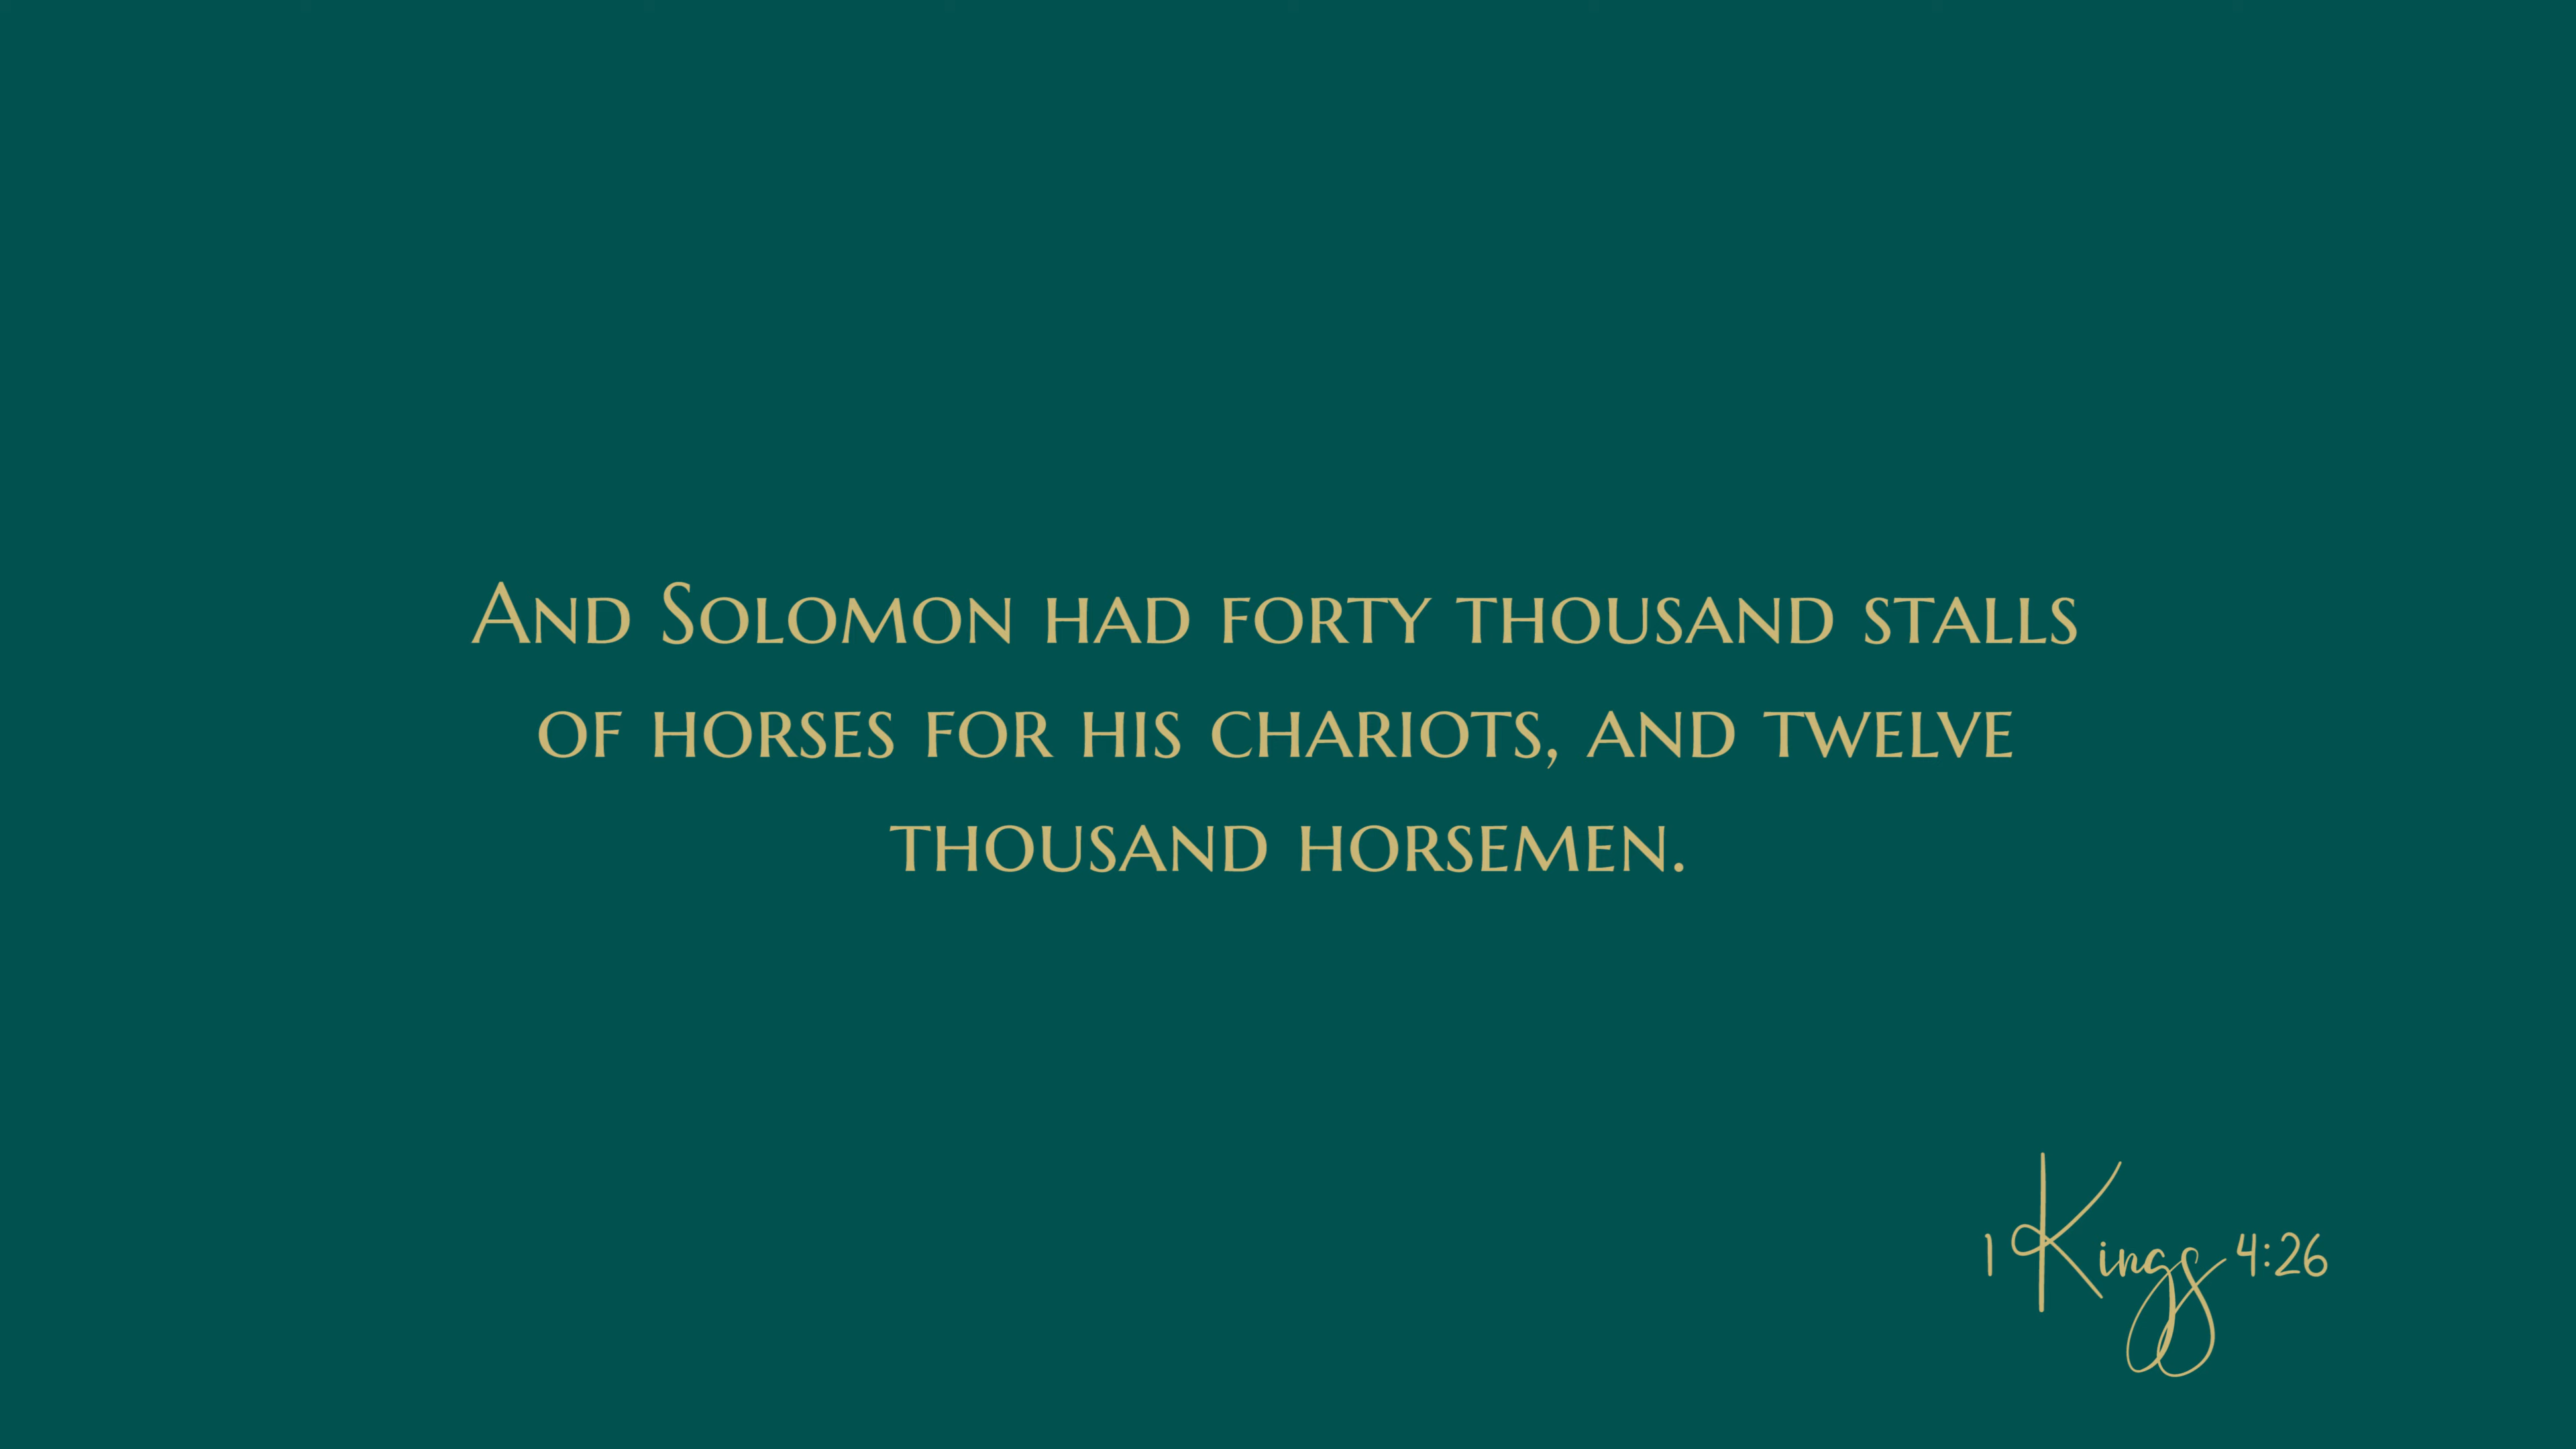 And Solomon had forty thousand stalls
of horses for his chariots, and twelve
thousand horsemen.
1 Kings 4:26